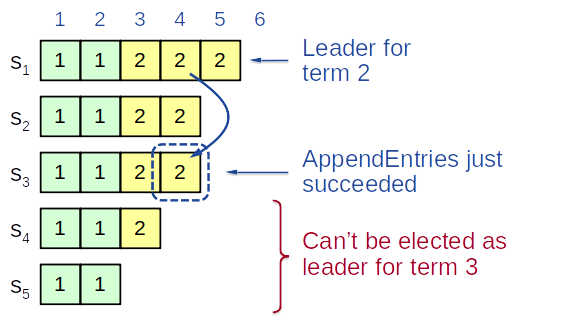 1 2 3 4 5 6
s1 1 1 2 2 2 Leader for
term 2
s2 1 1 2 2
s3 1 1 2 2 AppendEntries just
succeeded
s4 1 1 2 Can't be elected as
leader for term 3
s5 1 1